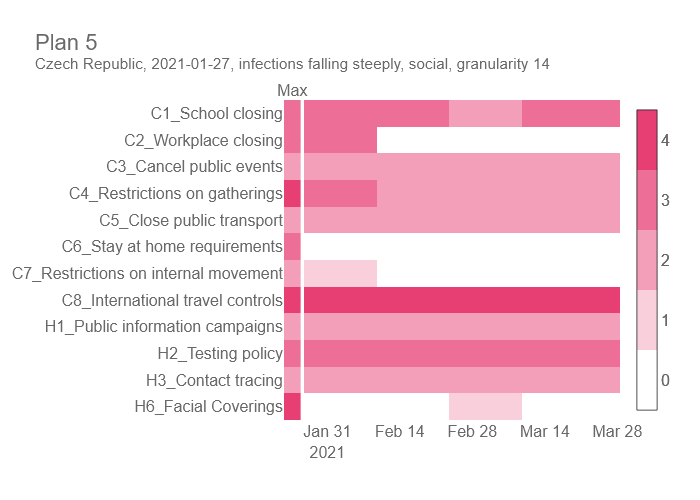 Plan 5
Czech Republic, 2021-01-27, infections falling steeply, social, granularity 14
Max
C1_School closing
C2_Workplace closing
C3_Cancel public events
C4_Restrictions on gatherings
C5_Close public transport
C6_Stay at home requirements
C7_Restrictions on internal movement
C8_International travel controls
H1_Public information campaigns
H2_Testing policy
H3_Contact tracing
H6_Facial Coverings
Jan 31 Feb 14 Feb 28 Mar 14 Mar 28
2021
4
3
2
1
0